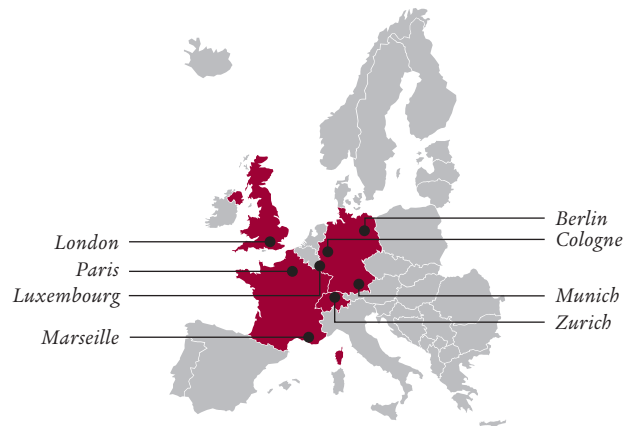 London
Paris
Luxembourg
Marseille
Berlin
Cologne
Munich
Zurich